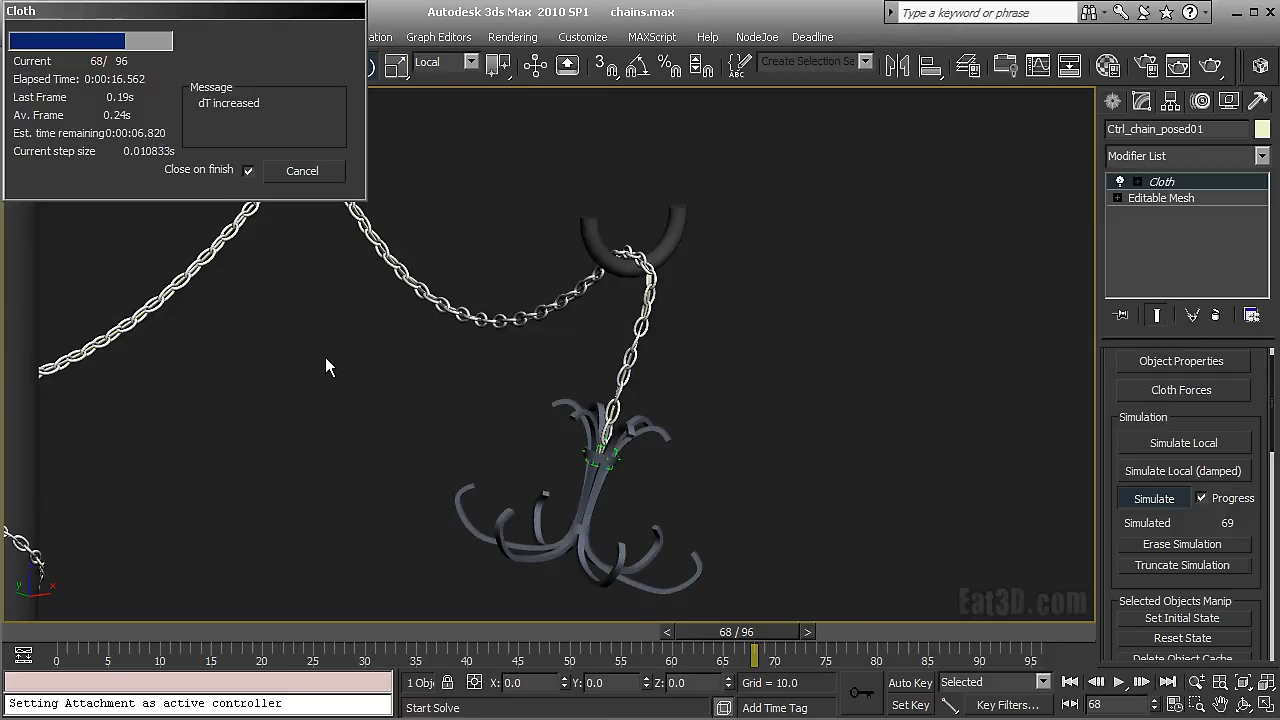 Cloth
Autodesk 3ds Max 2010 SP1 chains.max
Type a keyword or phrase
ation Graph Editors Rendering Customize MAXScript Help NodeJoe Deadline
Current 68/ 96
Elapsed Time: 0:00:16.562
Last Frame 0.19s
Av. Frame 0.24s
Est. time remaining0:00:06.820
Current step size 0.010833s
Message
dT increased
Close on finish
Cancel
Local
3
%
Create Selection Se
Ctrl_chain_posed01
Modifier List
Cloth
Editable Mesh
Object Properties
Cloth Forces
Simulation
Simulate Local
Simulate Local (damped)
Simulate Progress
Simulated 69
Erase Simulation
Truncate Simulation
Selected Objects Manip
Set Initial State
Reset State
Delete Object Cache
y x
Eat3D.com
< 68 / 96 >
0 5 10 15 20 25 30 35 40 45 50 55 60 65 70 75 80 85 90 95
1 Obj X: 0.0 Y: 0.0 Z: 0.0 Grid = 10.0 Auto Key Selected
Setting Attachment as active controller
Start Solve Add Time Tag Set Key Key Filters... 68